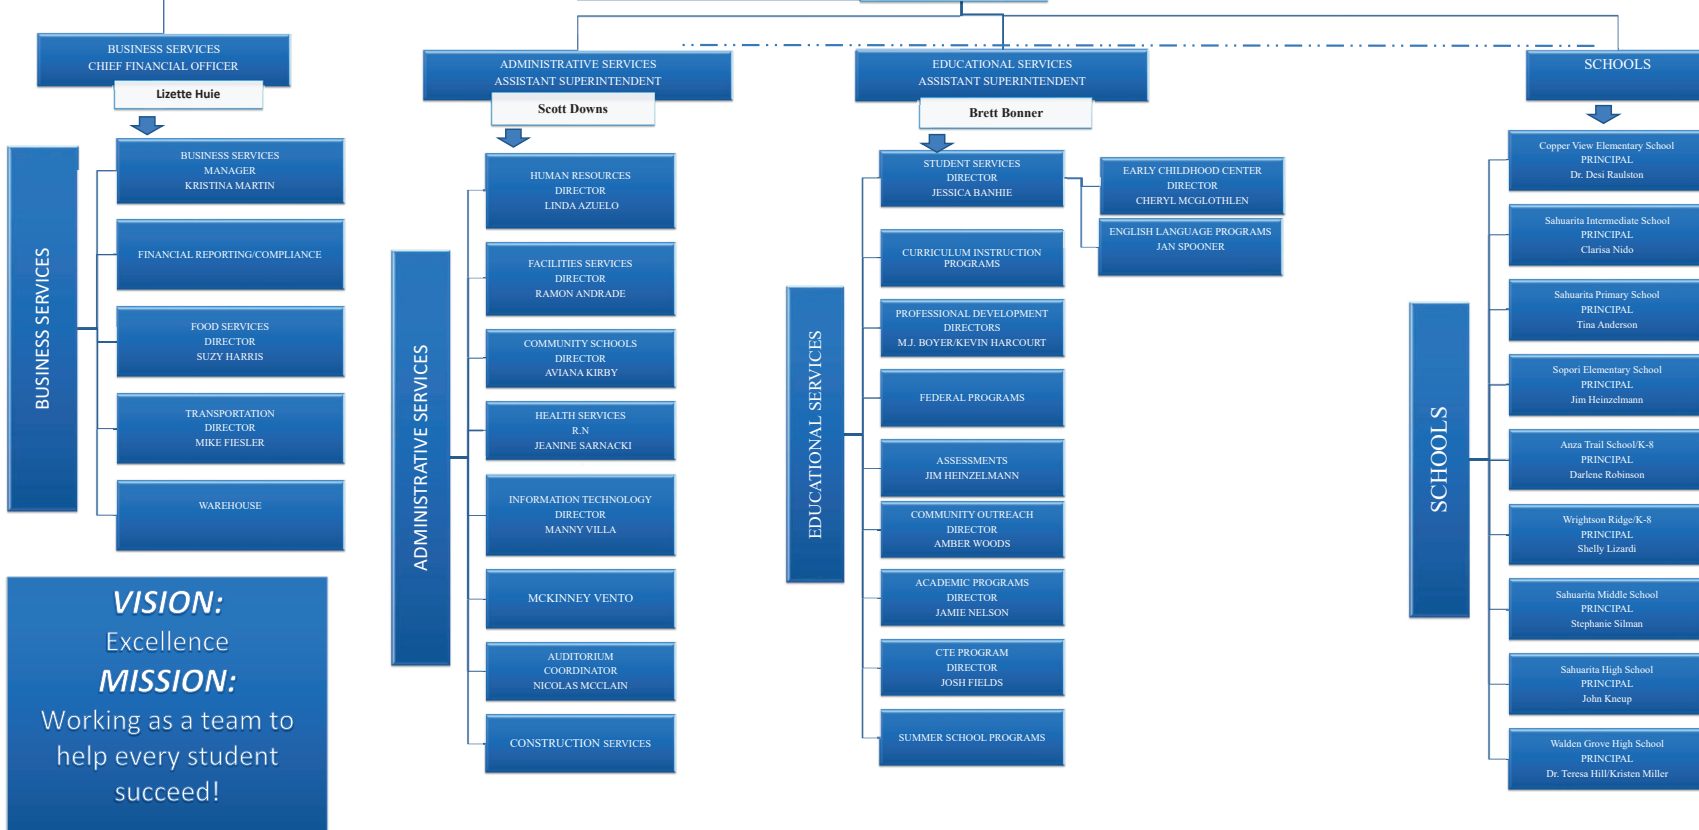 BUSINESS SERVICES
CHIEF FINANCIAL OFFICER
Lizette Huie
BUSINESS SERVICES
BUSINESS SERVICES
MANAGER
KRISTINA MARTIN
FINANCIAL REPORTING/COMPLIANCE
FOOD SERVICES
DIRECTOR
SUZY HARRIS
TRANSPORTATION
DIRECTOR
MIKE FIESLER
WAREHOUSE
VISION:
Excellence
MISSION:
Working as a team to
help every student
succeed!
ADMINISTRATIVE SERVICES
ASSISTANT SUPERINTENDENT
Scott Downs
ADMINISTRATIVE SERVICES
HUMAN RESOURCES
DIRECTOR
LINDA AZUELO
FACILITIES SERVICES
DIRECTOR
RAMON ANDRADE
COMMUNITY SCHOOLS
DIRECTOR
AVIANA KIRBY
HEALTH SERVICES
R.N
JEANINE SARNACKI
INFORMATION TECHNOLOGY
DIRECTOR
MANNY VILLA
MCKINNEY VENTO
AUDITORIUM
COORDINATOR
NICOLAS MCCLAIN
CONSTRUCTION SERVICES
EDUCATIONAL SERVICES
ASSISTANT SUPERINTENDENT
Brett Bonner
EDUCATIONAL SERVICES
STUDENT SERVICES
DIRECTOR
JESSICA BANHIE
EARLY CHILDHOOD CENTER
DIRECTOR
CHERYL MCGLOTHLEN
ENGLISH LANGUAGE PROGRAMS
JAN SPOONER
CURRICULUM INSTRUCTION
PROGRAMS
PROFESSIONAL DEVELOPMENT
DIRECTORS
M.J. BOYER/KEVIN HARCOURT
FEDERAL PROGRAMS
ASSESSMENTS
JIM HEINZELMANN
COMMUNITY OUTREACH
DIRECTOR
AMBER WOODS
ACADEMIC PROGRAMS
DIRECTOR
JAMIE NELSON
CTE PROGRAM
DIRECTOR
JOSH FIELDS
SUMMER SCHOOL PROGRAMS
SCHOOLS
SCHOOLS
Copper View Elementary School
PRINCIPAL
Dr. Desi Raulston
Sahuarita Intermediate School
PRINCIPAL
Clarisa Nido
Sahuarita Primary School
PRINCIPAL
Tina Anderson
Sopori Elementary School
PRINCIPAL
Jim Heinzelmann
Anza Trail School/K-8
PRINCIPAL
Darlene Robinson
Wrightson Ridge/K-8
PRINCIPAL
Shelly Lizardi
Sahuarita Middle School
PRINCIPAL
Stephanie Silman
Sahuarita High School
PRINCIPAL
John Kneup
Walden Grove High School
PRINCIPAL
Dr. Teresa Hill/Kristen Miller